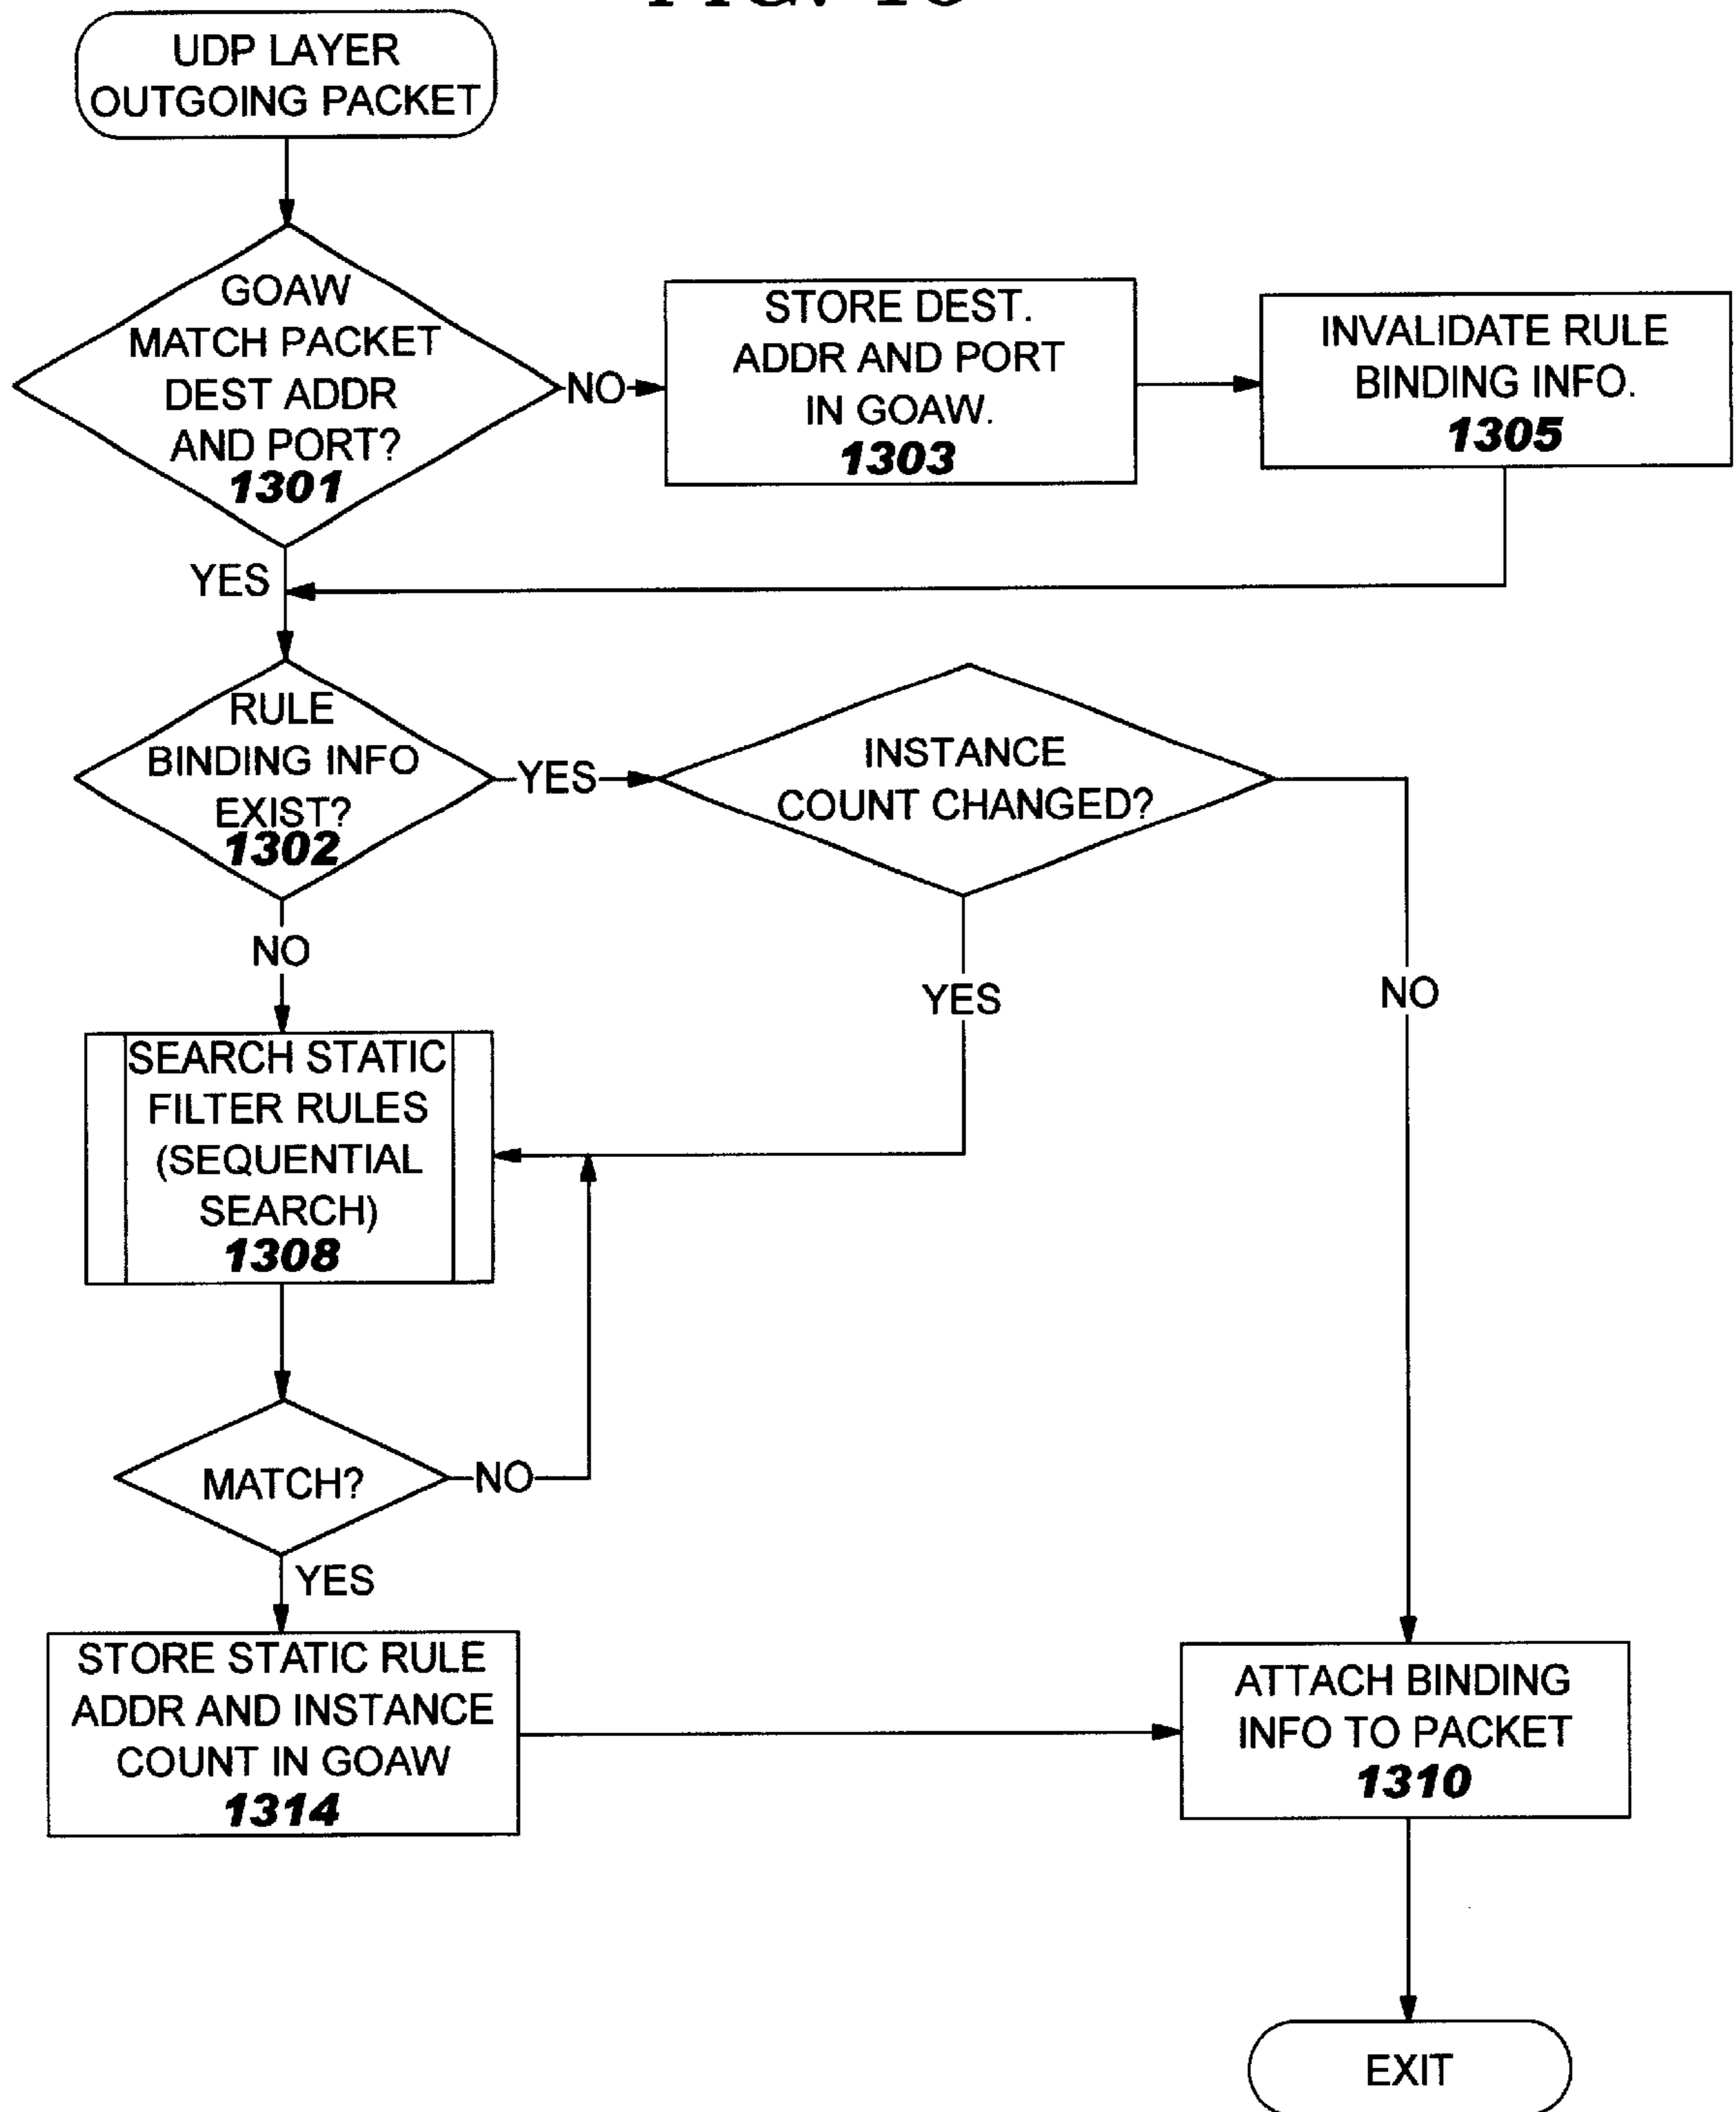 UDP LAYER
OUTGOING PACKET
GOAW
MATCH PACKET
DEST ADDR
AND PORT?
1301
NO
STORE DEST.
ADDR AND PORT
IN GOAW.
1303
INVALIDATE RULE
BINDING INFO.
1305
YES
RULE
BINDING INFO
EXIST?
1302
YES
INSTANCE
COUNT CHANGED?
NO
YES
NO
SEARCH STATIC
FILTER RULES
(SEQUENTIAL
SEARCH)
1308
MATCH?
NO
YES
STORE STATIC RULE
ADDR AND INSTANCE
COUNT IN GOAW
1314
ATTACH BINDING
INFO TO PACKET
1310
EXIT